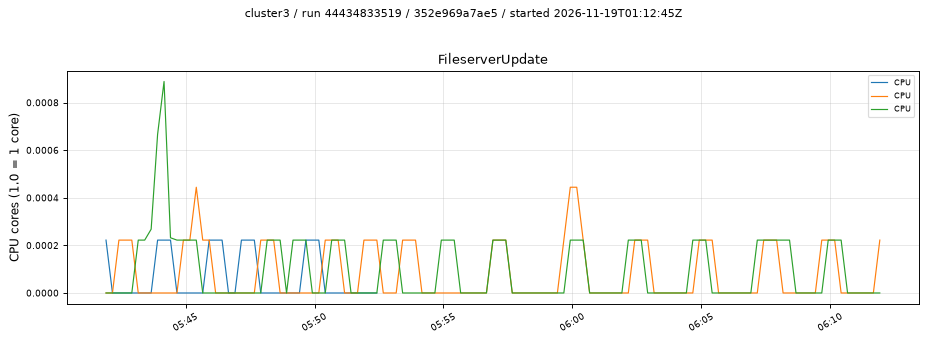 cluster3 / run 44434833519 / 352e969a7ae5 / started 2026-11-19T01:12:45Z
FileserverUpdate
CPU cores (1.0 = 1 core)
0.0008
0.0006
0.0004
0.0002
0.0000
CPU
CPU
CPU
05:45
05:50
05:55
06:00
06:05
06:10